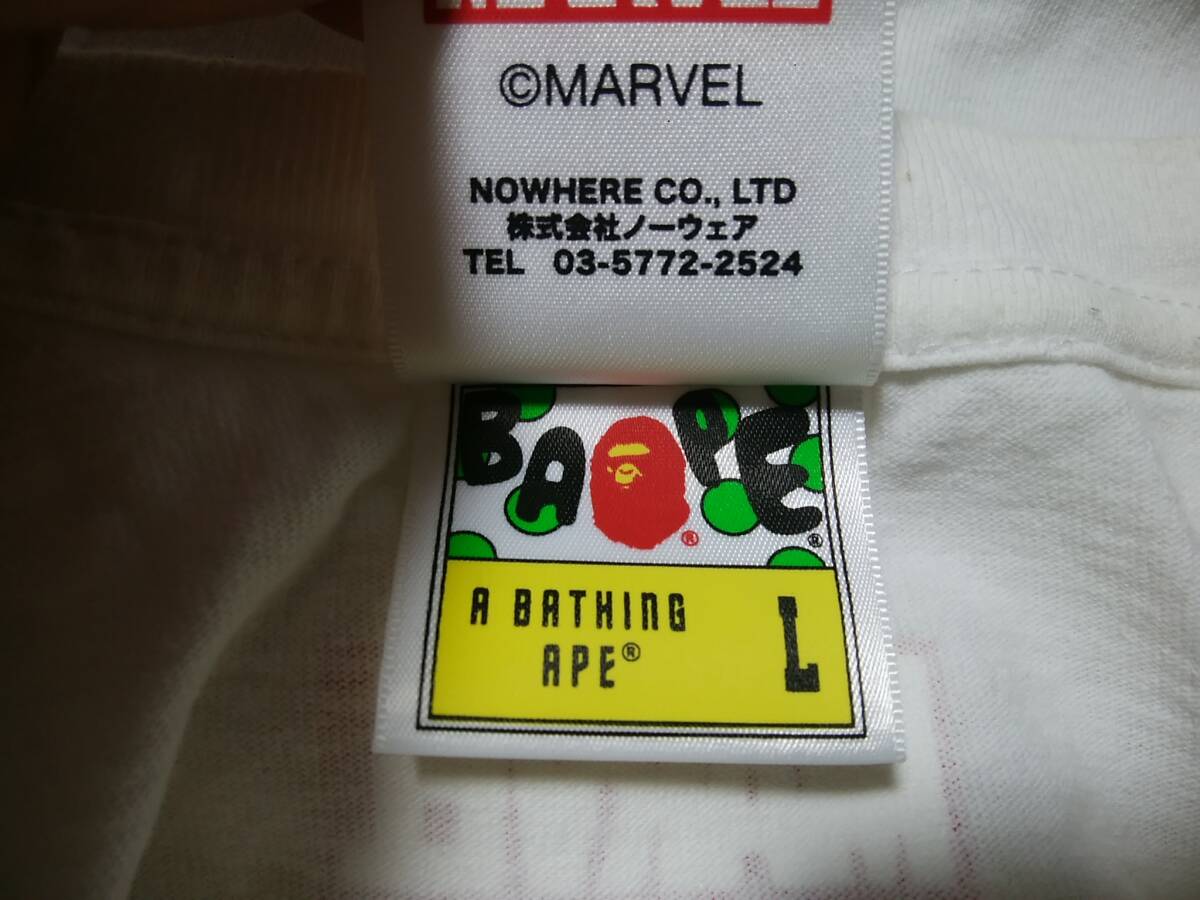 MARVEL
©MARVEL
NOWHERE CO., LTD
株式会社ノーウェア
TEL 03-5772-2524
BAPE
® ®
A BATHING
APE® L